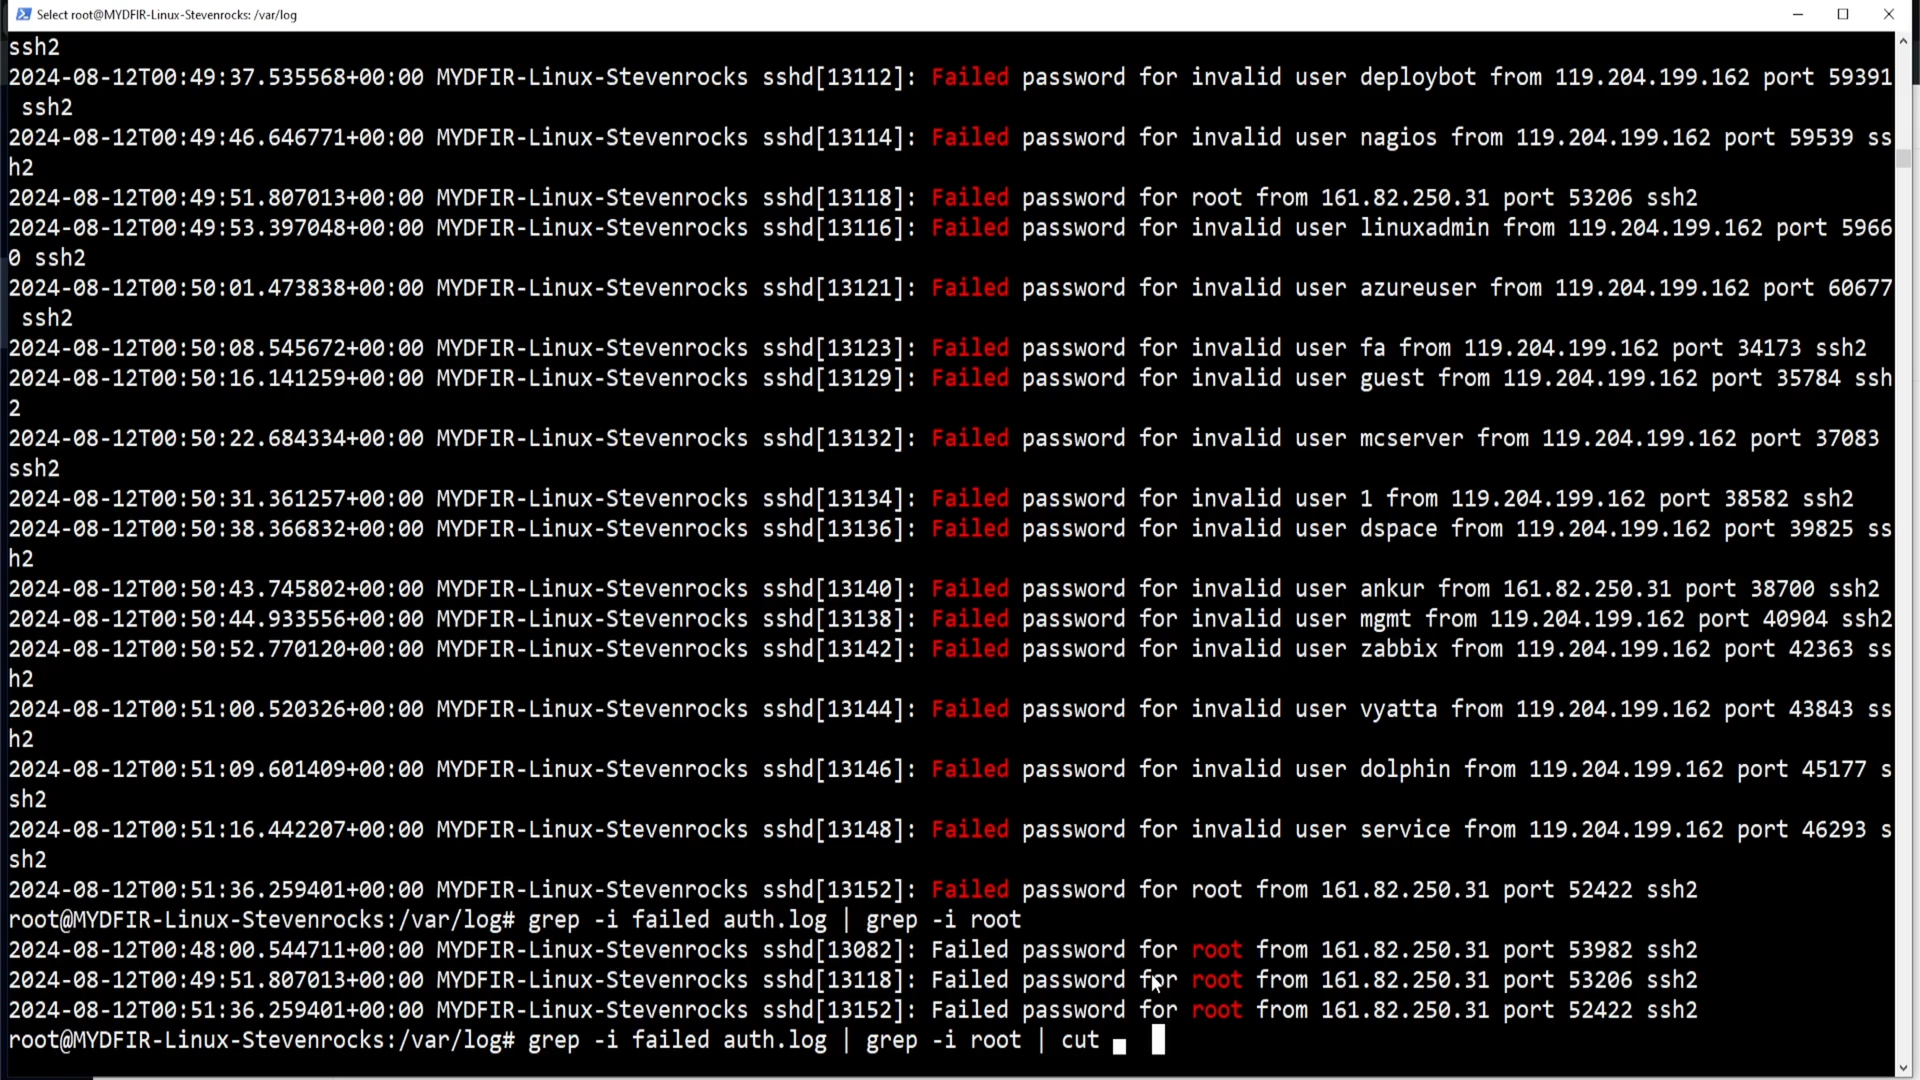 Select root@MYDFIR-Linux-Stevenrocks: /var/log
ssh2
2024-08-12T00:49:37.535568+00:00 MYDFIR-Linux-Stevenrocks sshd[13112]: Failed password for invalid user deploybot from 119.204.199.162 port 59391
 ssh2
2024-08-12T00:49:46.646771+00:00 MYDFIR-Linux-Stevenrocks sshd[13114]: Failed password for invalid user nagios from 119.204.199.162 port 59539 ss
h2
2024-08-12T00:49:51.807013+00:00 MYDFIR-Linux-Stevenrocks sshd[13118]: Failed password for root from 161.82.250.31 port 53206 ssh2
2024-08-12T00:49:53.397048+00:00 MYDFIR-Linux-Stevenrocks sshd[13116]: Failed password for invalid user linuxadmin from 119.204.199.162 port 5966
0 ssh2
2024-08-12T00:50:01.473838+00:00 MYDFIR-Linux-Stevenrocks sshd[13121]: Failed password for invalid user azureuser from 119.204.199.162 port 60677
 ssh2
2024-08-12T00:50:08.545672+00:00 MYDFIR-Linux-Stevenrocks sshd[13123]: Failed password for invalid user fa from 119.204.199.162 port 34173 ssh2
2024-08-12T00:50:16.141259+00:00 MYDFIR-Linux-Stevenrocks sshd[13129]: Failed password for invalid user guest from 119.204.199.162 port 35784 ssh
2
2024-08-12T00:50:22.684334+00:00 MYDFIR-Linux-Stevenrocks sshd[13132]: Failed password for invalid user mcserver from 119.204.199.162 port 37083
ssh2
2024-08-12T00:50:31.361257+00:00 MYDFIR-Linux-Stevenrocks sshd[13134]: Failed password for invalid user 1 from 119.204.199.162 port 38582 ssh2
2024-08-12T00:50:38.366832+00:00 MYDFIR-Linux-Stevenrocks sshd[13136]: Failed password for invalid user dspace from 119.204.199.162 port 39825 ss
h2
2024-08-12T00:50:43.745802+00:00 MYDFIR-Linux-Stevenrocks sshd[13140]: Failed password for invalid user ankur from 161.82.250.31 port 38700 ssh2
2024-08-12T00:50:44.933556+00:00 MYDFIR-Linux-Stevenrocks sshd[13138]: Failed password for invalid user mgmt from 119.204.199.162 port 40904 ssh2
2024-08-12T00:50:52.770120+00:00 MYDFIR-Linux-Stevenrocks sshd[13142]: Failed password for invalid user zabbix from 119.204.199.162 port 42363 ss
h2
2024-08-12T00:51:00.520326+00:00 MYDFIR-Linux-Stevenrocks sshd[13144]: Failed password for invalid user vyatta from 119.204.199.162 port 43843 ss
h2
2024-08-12T00:51:09.601409+00:00 MYDFIR-Linux-Stevenrocks sshd[13146]: Failed password for invalid user dolphin from 119.204.199.162 port 45177 s
sh2
2024-08-12T00:51:16.442207+00:00 MYDFIR-Linux-Stevenrocks sshd[13148]: Failed password for invalid user service from 119.204.199.162 port 46293 s
sh2
2024-08-12T00:51:36.259401+00:00 MYDFIR-Linux-Stevenrocks sshd[13152]: Failed password for root from 161.82.250.31 port 52422 ssh2
root@MYDFIR-Linux-Stevenrocks:/var/log# grep -i failed auth.log | grep -i root
2024-08-12T00:48:00.544711+00:00 MYDFIR-Linux-Stevenrocks sshd[13082]: Failed password for root from 161.82.250.31 port 53982 ssh2
2024-08-12T00:49:51.807013+00:00 MYDFIR-Linux-Stevenrocks sshd[13118]: Failed password for root from 161.82.250.31 port 53206 ssh2
2024-08-12T00:51:36.259401+00:00 MYDFIR-Linux-Stevenrocks sshd[13152]: Failed password for root from 161.82.250.31 port 52422 ssh2
root@MYDFIR-Linux-Stevenrocks:/var/log# grep -i failed auth.log | grep -i root | cut